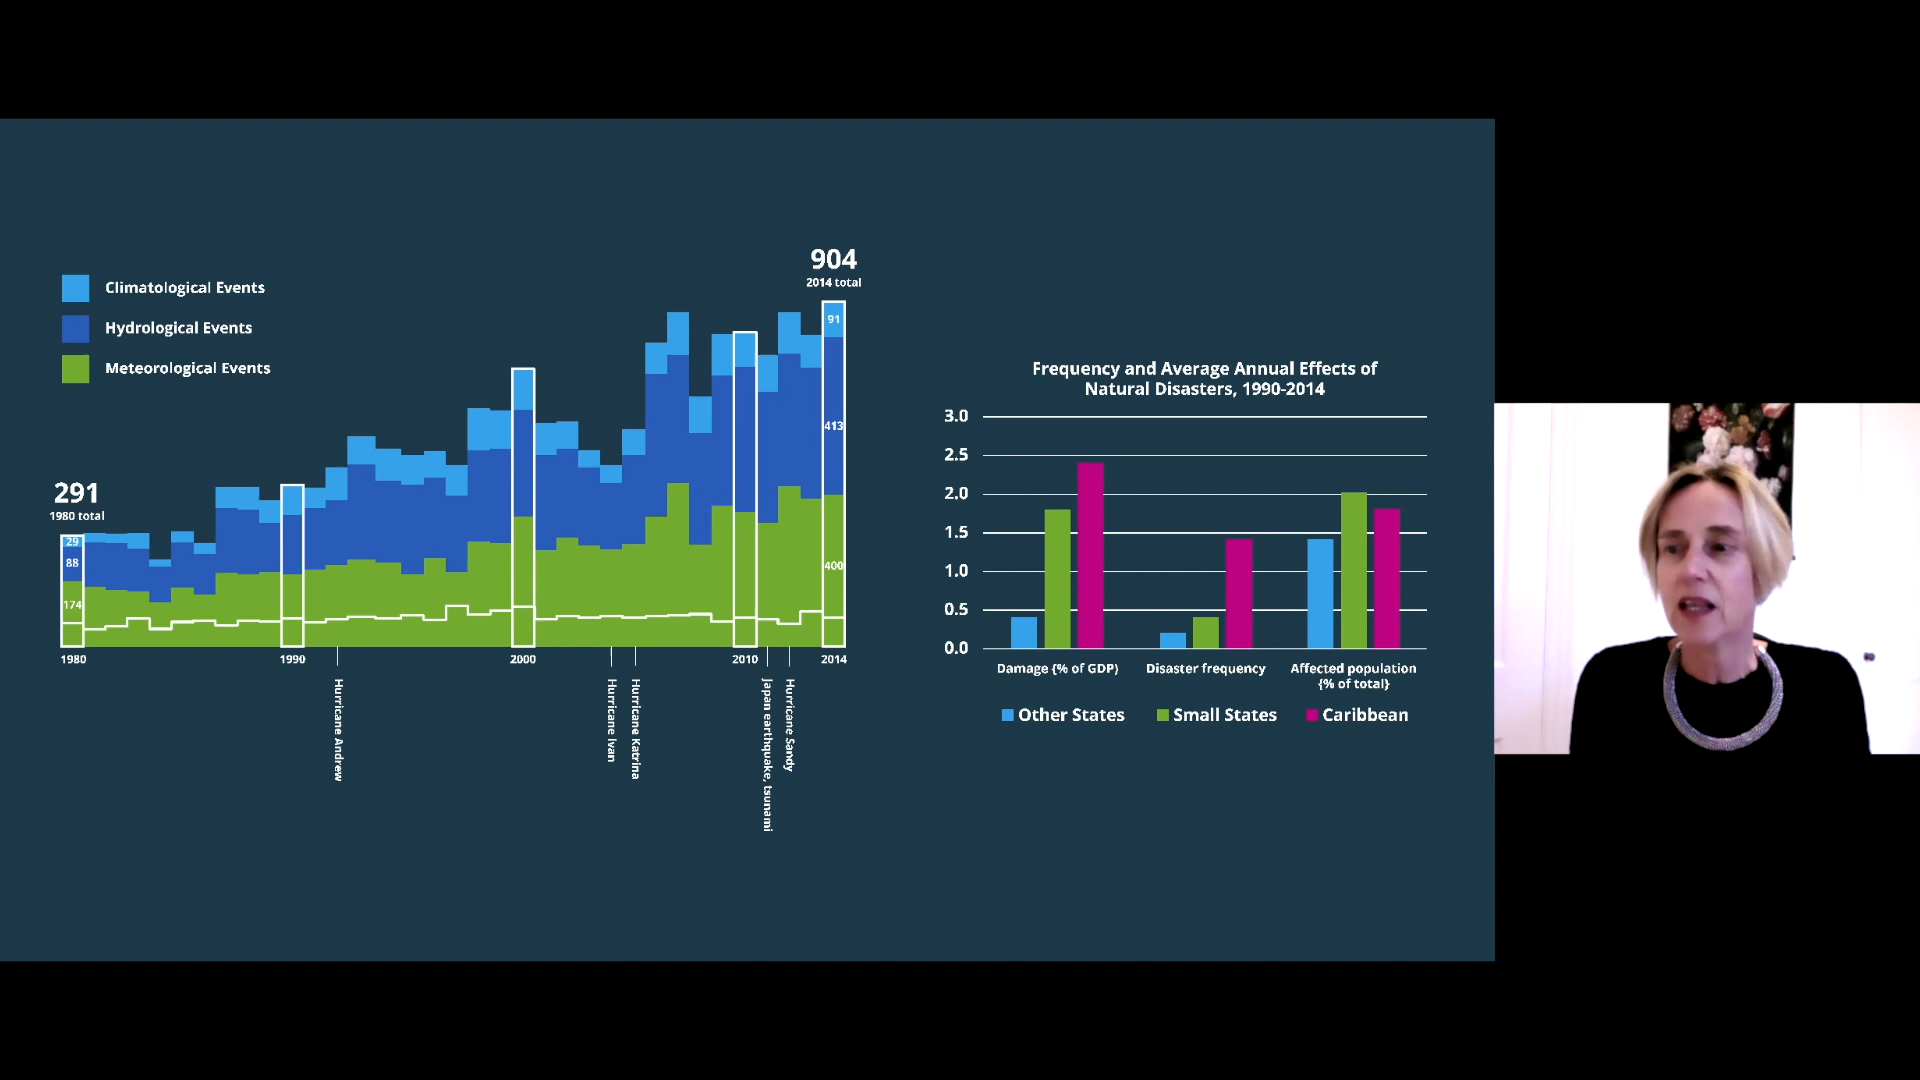 Climatological Events
Hydrological Events
Meteorological Events
291
1980 total
29
88
174
904
2014 total
91
413
400
1980
1990
2000
2010
2014
Hurricane Andrew
Hurricane Ivan
Hurricane Katrina
Japan earthquake, tsunami
Hurricane Sandy
Frequency and Average Annual Effects of
Natural Disasters, 1990-2014
3.0
2.5
2.0
1.5
1.0
0.5
0.0
Damage (% of GDP)
Disaster frequency
Affected population
(% of total)
Other States
Small States
Caribbean